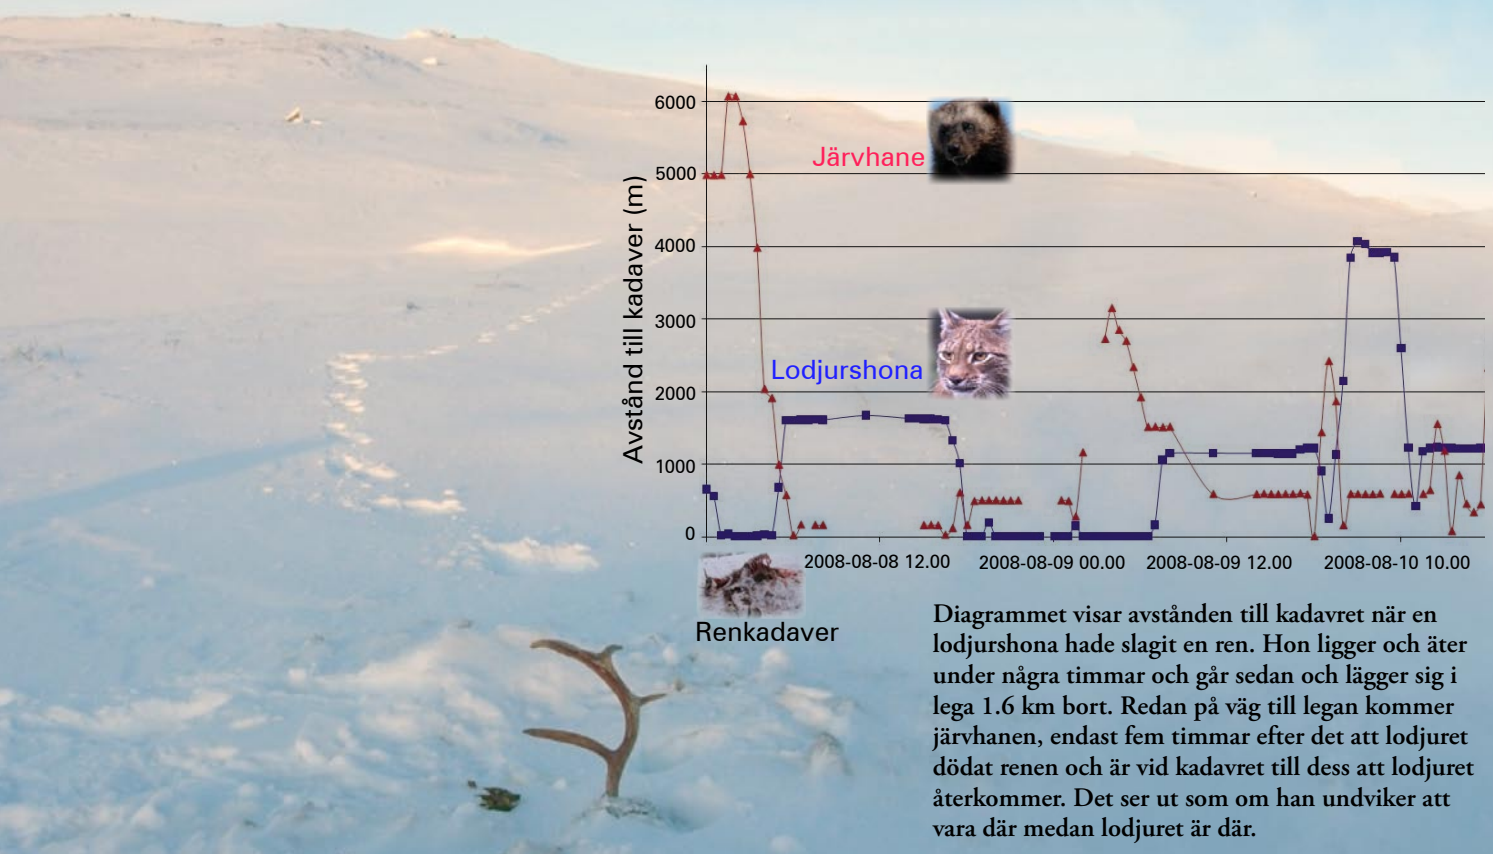 6000
Järvhane
5000
4000
3000
Lodjurshona
2000
1000
0
Avstånd till kadaver (m)
2008-08-08 12.00 2008-08-09 00.00 2008-08-09 12.00 2008-08-10 10.00
Renkadaver
Diagrammet visar avstånden till kadavret när en
lodjurshona hade slagit en ren. Hon ligger och äter
under några timmar och går sedan och lägger sig i
lega 1.6 km bort. Redan på väg till legan kommer
järvhanen, endast fem timmar efter det att lodjuret
dödat renen och är vid kadavret till dess att lodjuret
återkommer. Det ser ut som om han undviker att
vara där medan lodjuret är där.